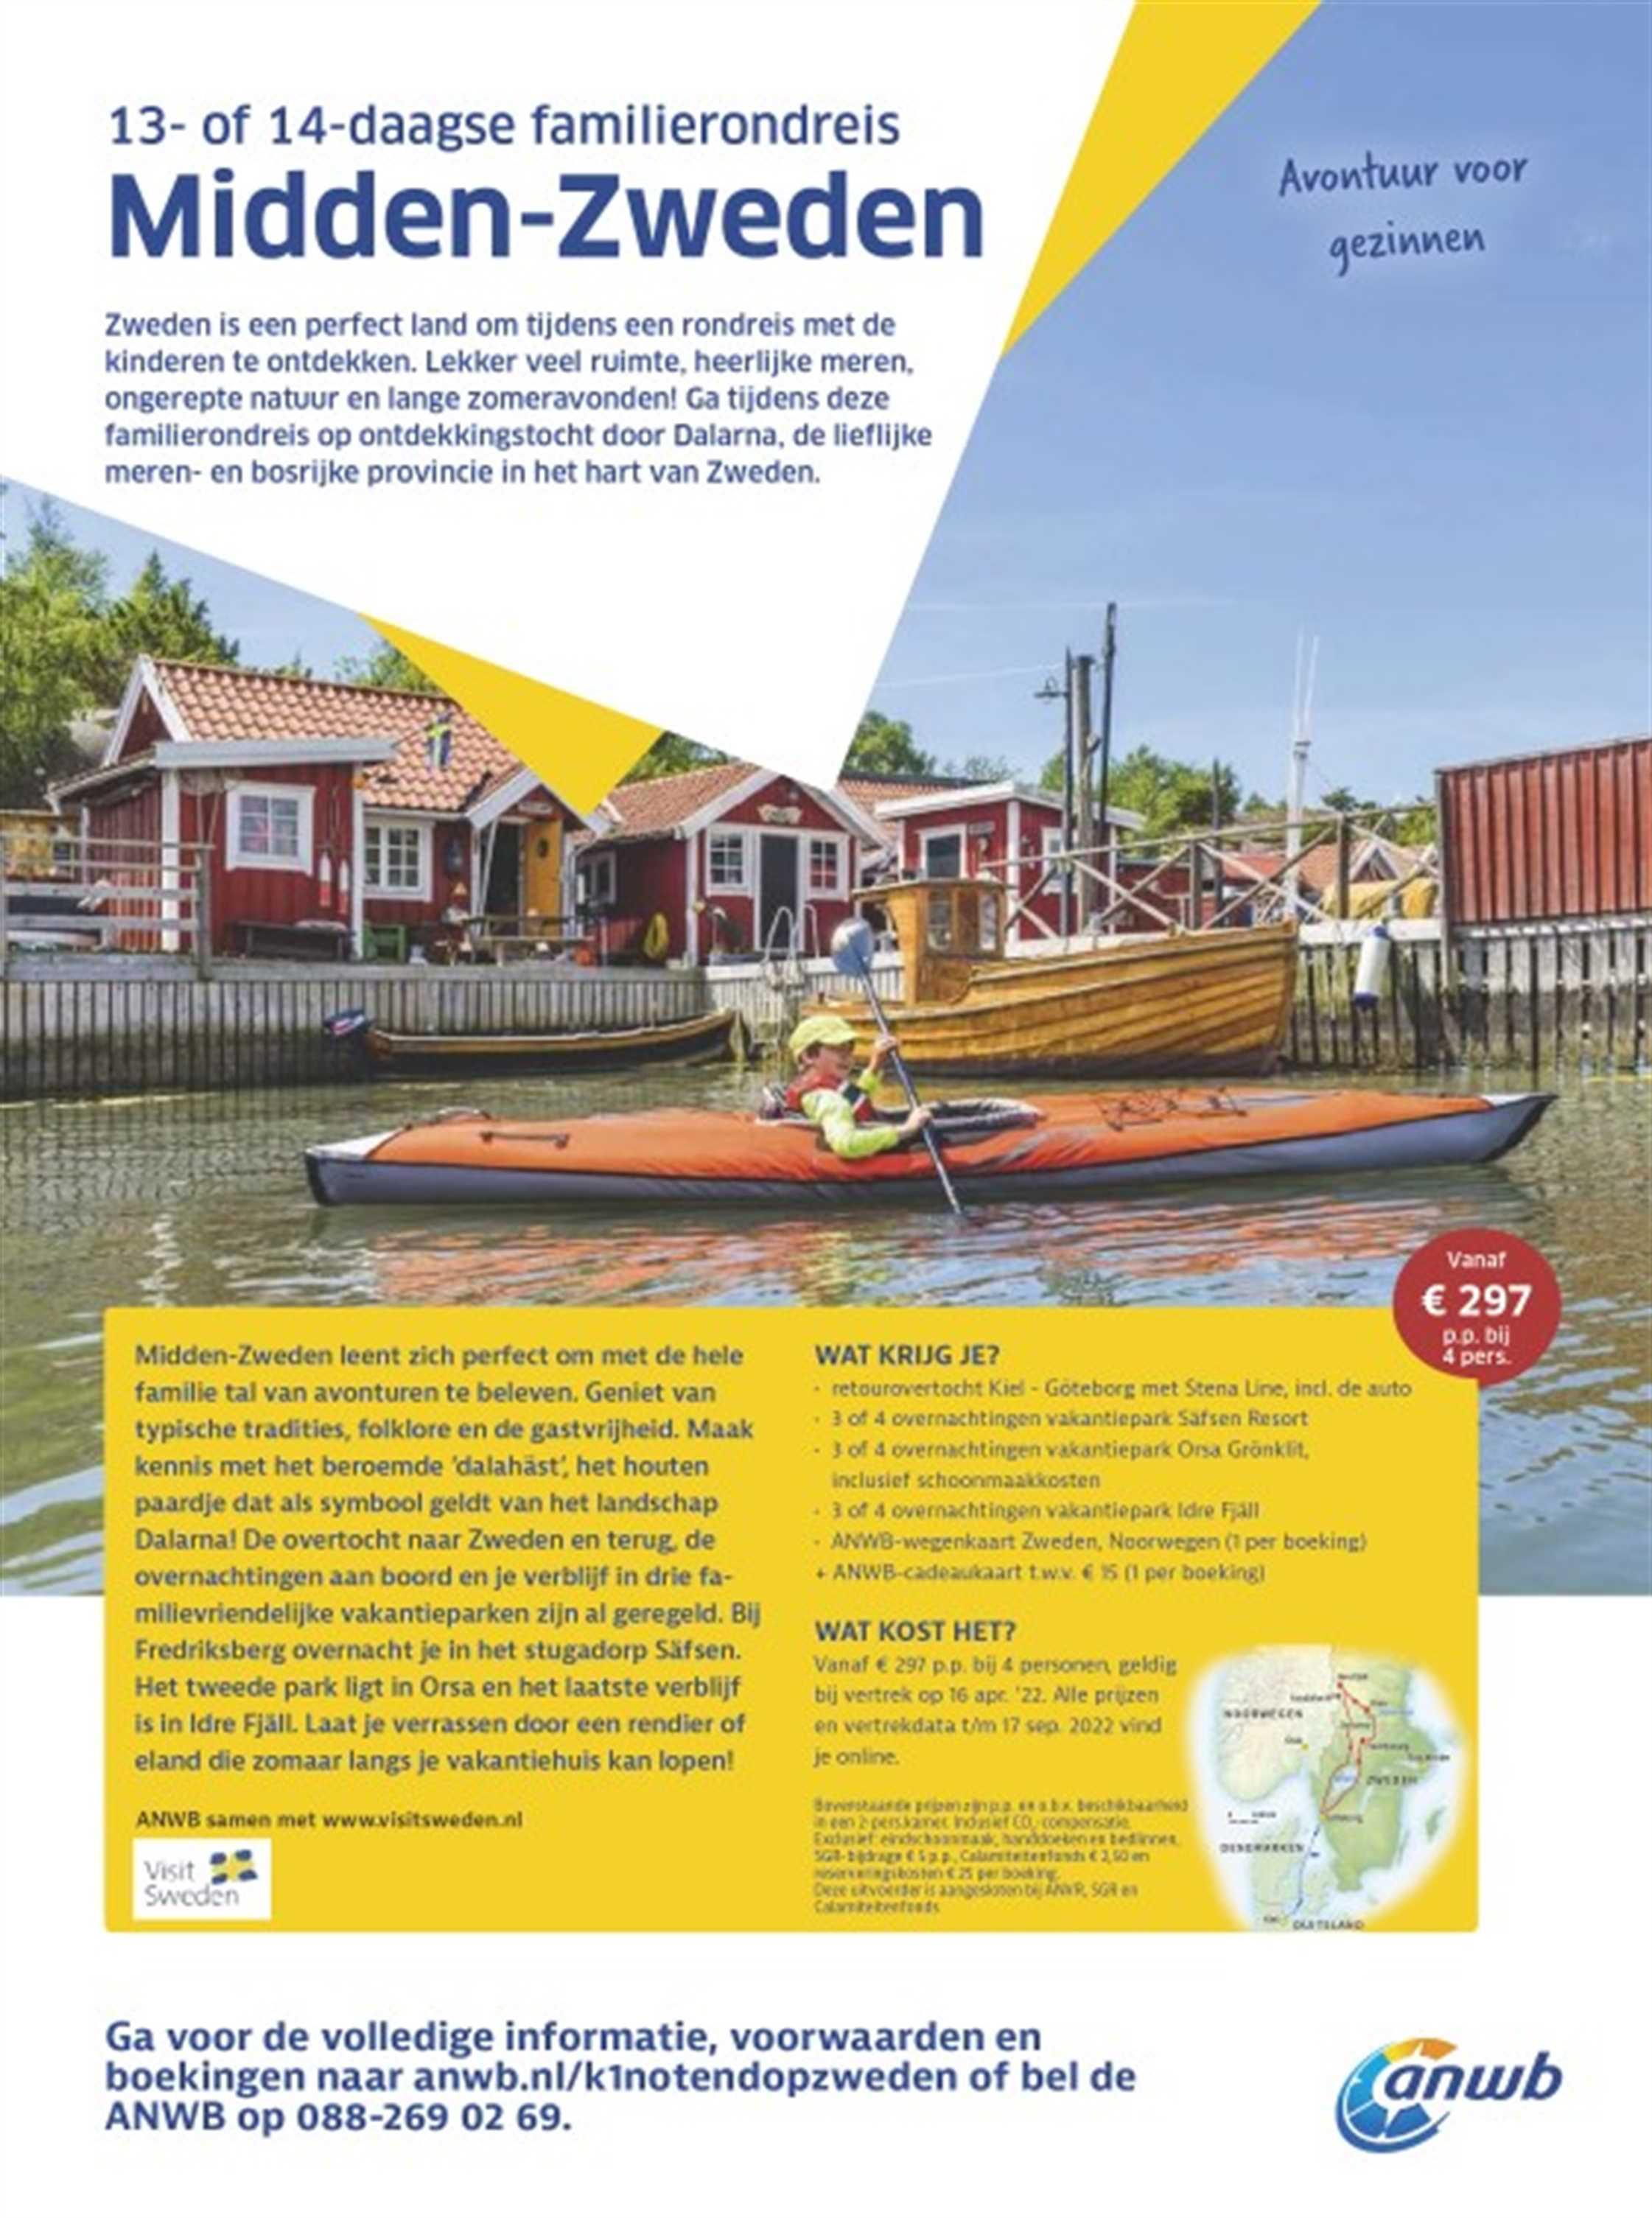 13- of 14-daagse familierondreis
Midden-Zweden
Avontuur voor
gezinnen
Zweden is een perfect land om tijdens een rondreis met de
kinderen te ontdekken. Lekker veel ruimte, heerlijke meren,
ongerepte natuur en lange zomeravonden! Ga tijdens deze
familierondreis op ontdekkingstocht door Dalarna, de lieflijke
meren- en bosrijke provincie in het hart van Zweden.
Vanaf
€ 297
p.p. bij
4 pers.
Midden-Zweden leent zich perfect om met de hele
familie tal van avonturen te beleven. Geniet van
typische tradities, folklore en de gastvrijheid. Maak
kennis met het beroemde 'dalahäst', het houten
paardje dat als symbool geldt van het landschap
Dalarna! De overtocht naar Zweden en terug, de
overnachtingen aan boord en je verblijf in drie fa-
milievriendelijke vakantieparken zijn al geregeld. Bij
Fredriksberg overnacht je in het stugadorp Säfsen.
Het tweede park ligt in Orsa en het laatste verblijf
is in Idre Fjäll. Laat je verrassen door een rendier of
eland die zomaar langs je vakantiehuis kan lopen!
ANWB samen met www.visitsweden.nl
Visit
Sweden
WAT KRIJG JE?
- retourovertocht Kiel - Göteborg met Stena Line, incl. de auto
- 3 of 4 overnachtingen vakantiepark Säfsen Resort
- 3 of 4 overnachtingen vakantiepark Orsa Grönklit,
inclusief schoonmaakkosten
- 3 of 4 overnachtingen vakantiepark Idre Fjäll
- ANWB-wegenkaart Zweden, Noorwegen (1 per boeking)
+ ANWB-cadeaukaart t.w.v. € 15 (1 per boeking)
WAT KOST HET?
Vanaf € 297 p.p. bij 4 personen, geldig
bij vertrek op 16 apr. '22. Alle prijzen
en vertrekdata t/m 17 sep. 2022 vind
je online.
Bovenstaande prijzen zijn p.p. en o.b.v. beschikbaarheid
in een 2-pers.kamer. Inclusief CO₂-compensatie.
Exclusief: eindschoonmaak, handdoeken en bedlinnen,
SGR-bijdrage € 5 p.p., Calamiteitenfonds € 2,50 en
reserveringskosten € 25 per boeking.
Deze uitvoerder is aangesloten bij ANVR, SGR en
Calamiteitenfonds.
NOORWEGEN
ZWEDEN
DENEMARKEN
DUITSLAND
Ga voor de volledige informatie, voorwaarden en
boekingen naar anwb.nl/k1notendopzweden of bel de
ANWB op 088-269 02 69.
anwb